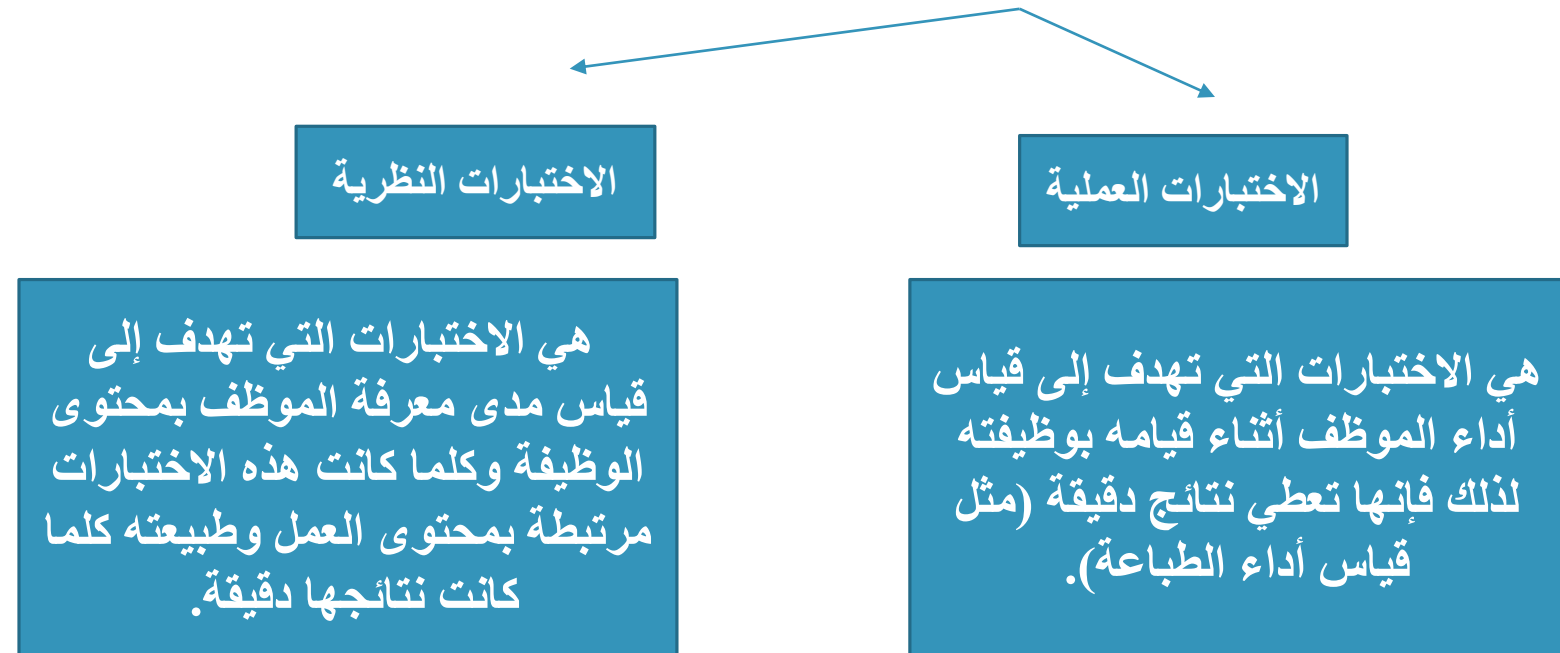 الاختبارات العملية
هي الاختبارات التي تهدف إلى قياس
أداء الموظف أثناء قيامه بوظيفته
لذلك فإنها تعطي نتائج دقيقة (مثل
قياس أداء الطباعة).
الاختبارات النظرية
هي الاختبارات التي تهدف إلى
قياس مدى معرفة الموظف بمحتوى
الوظيفة وكلما كانت هذه الاختبارات
مرتبطة بمحتوى العمل وطبيعته كلما
كانت نتائجها دقيقة.